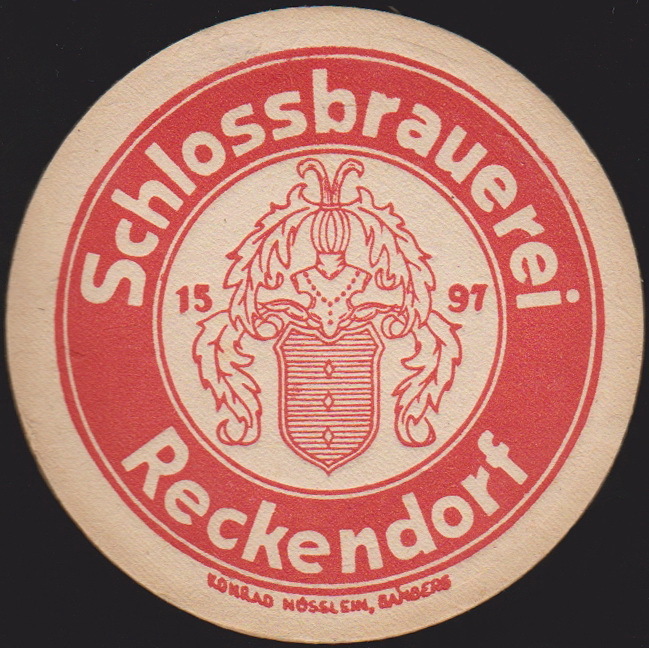 Schlossbrauerei
15 97
Reckendorf
KONRAD NÖSSLEIN, BAMBERG